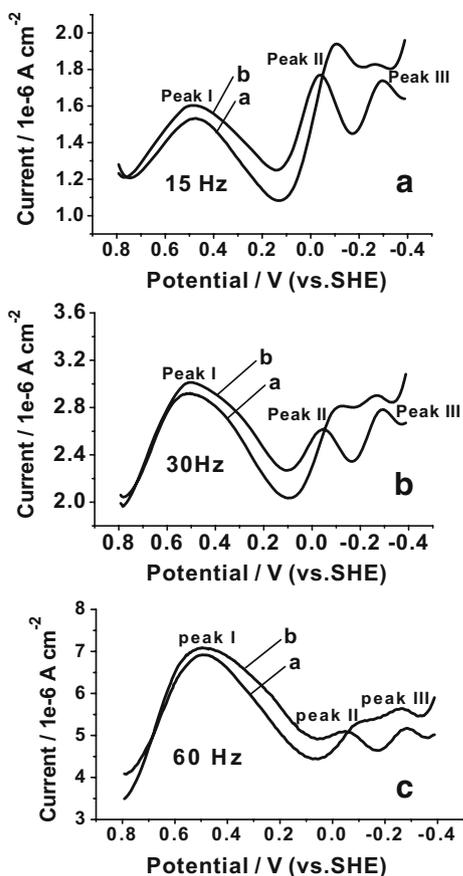 2.0
1.8
1.6
1.4
1.2
1.0
Current / 1e-6 A cm-2
Peak I
b
a
Peak II
Peak III
15 Hz
a
0.8 0.6 0.4 0.2 0.0 -0.2 -0.4
Potential / V (vs.SHE)
3.6
3.2
2.8
2.4
2.0
Current / 1e-6 A cm-2
Peak I
b
a
Peak II
Peak III
30Hz
b
0.8 0.6 0.4 0.2 0.0 -0.2 -0.4
Potential / V (vs.SHE)
7
6
5
4
3
Current / 1e-6 A cm-2
peak I
b
a
peak II
peak III
60 Hz
c
0.8 0.6 0.4 0.2 0.0 -0.2 -0.4
Potential / V (vs.SHE)